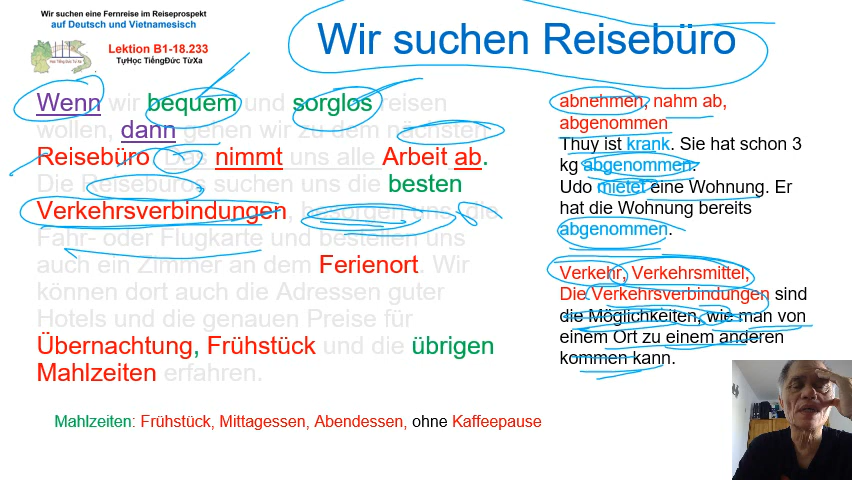 Wir suchen eine Fernreise im Reiseprospekt
auf Deutsch und Vietnamesisch
Lektion B1-18.233
TựHọc TiếngĐức TừXa
Wir suchen Reisebüro
Wenn wir bequem und sorglos reisen
wollen, dann gehen wir zu dem nächsten
Reisebüro. Das nimmt uns alle Arbeit ab.
Die Reisebüros suchen uns die besten
Verkehrsverbindungen, besorgen uns die
Fahr- oder Flugkarte und bestellen uns
auch ein Zimmer an dem Ferienort. Wir
können dort auch die Adressen guter
Hotels und die genauen Preise für
Übernachtung, Frühstück und die übrigen
Mahlzeiten erfahren.
Mahlzeiten: Frühstück, Mittagessen, Abendessen, ohne Kaffeepause
abnehmen, nahm ab,
abgenommen
Thuy ist krank. Sie hat schon 3
kg abgenommen.
Udo mietet eine Wohnung. Er
hat die Wohnung bereits
abgenommen.
Verkehr, Verkehrsmittel,
Die Verkehrsverbindungen sind
die Möglichkeiten, wie man von
einem Ort zu einem anderen
kommen kann.